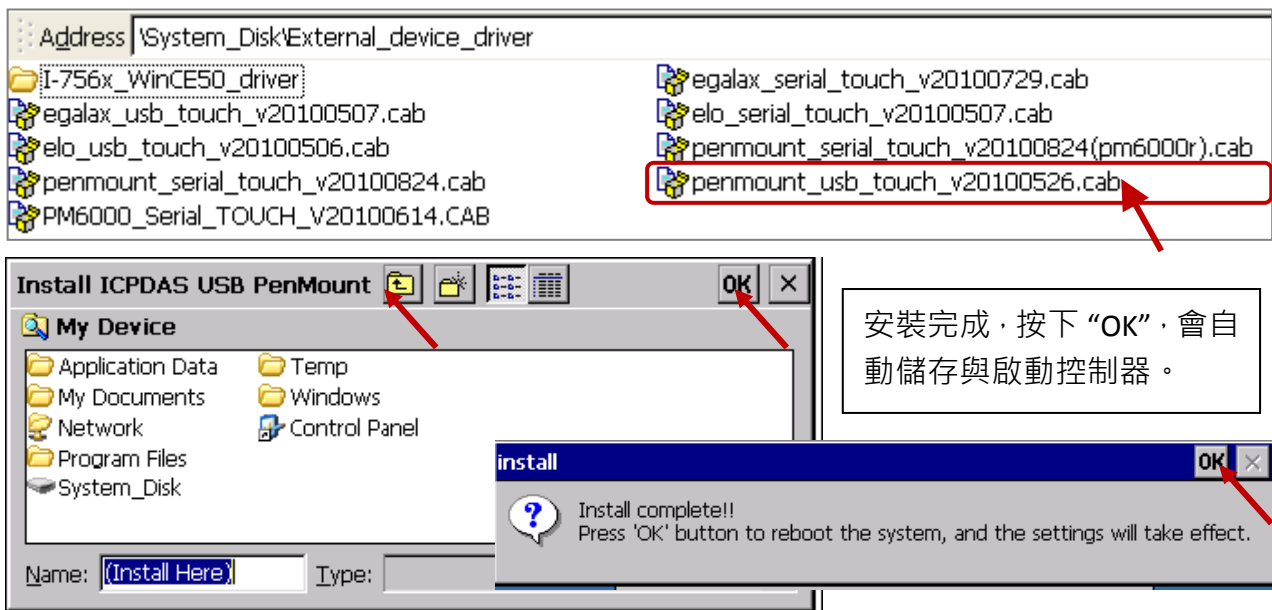 Address \System_Disk\External_device_driver
I-756x_WinCE50_driver
egalax_usb_touch_v20100507.cab
elo_usb_touch_v20100506.cab
penmount_serial_touch_v20100824.cab
PM6000_Serial_TOUCH_V20100614.CAB
egalax_serial_touch_v20100729.cab
elo_serial_touch_v20100507.cab
penmount_serial_touch_v20100824(pm6000r).cab
penmount_usb_touch_v20100526.cab
Install ICPDAS USB PenMount OK ×
My Device
Application Data
My Documents
Network
Program Files
System_Disk
Temp
Windows
Control Panel
Name: (Install Here) Type:
安裝完成，按下 “OK”，會自
動儲存與啟動控制器。
install OK ×
Install complete!!
Press 'OK' button to reboot the system, and the settings will take effect.